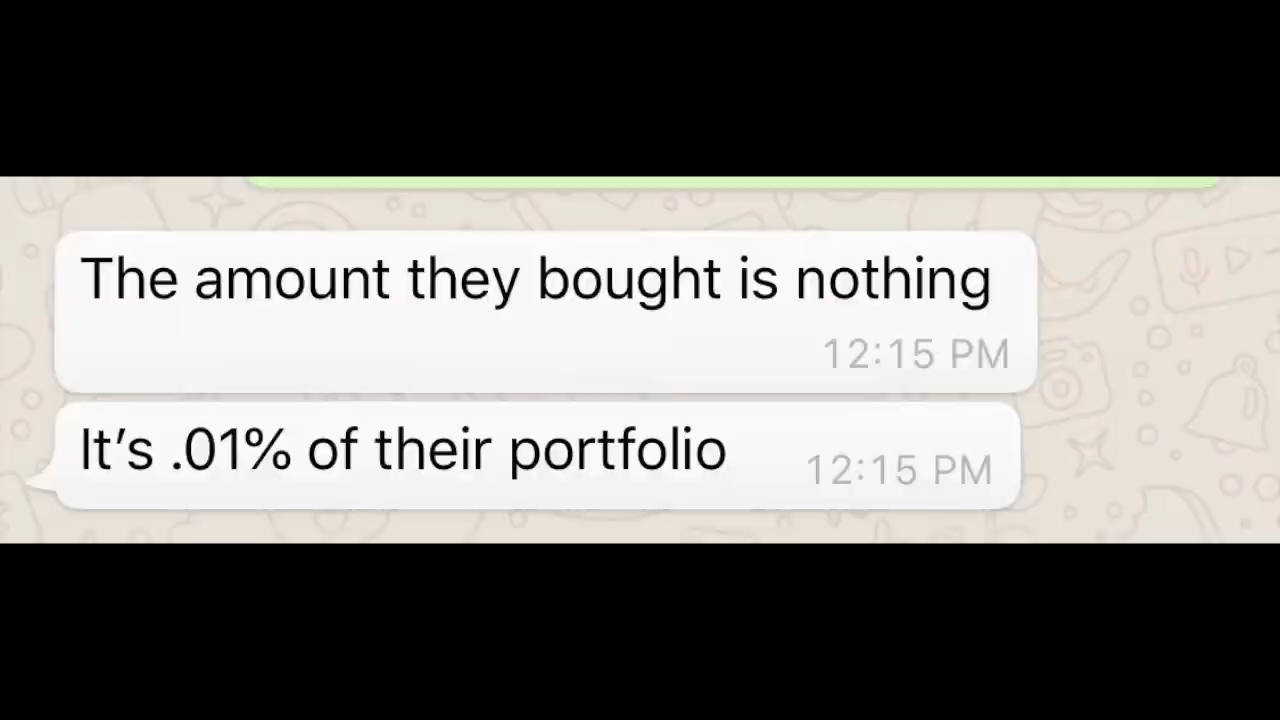 The amount they bought is nothing
12:15 PM
It’s .01% of their portfolio
12:15 PM